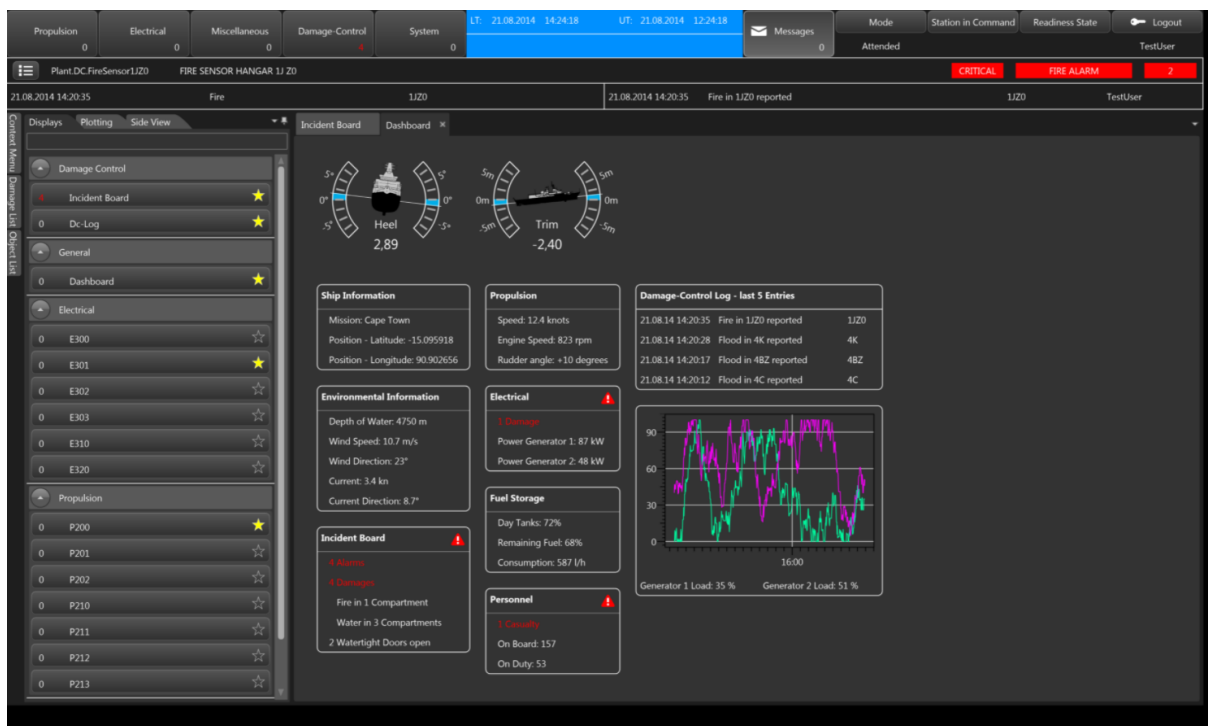 Propulsion 0
Electrical 0
Miscellaneous 0
Damage-Control 4
System 0
LT: 21.08.2014 14:24:18 UT: 21.08.2014 12:24:18
Messages 0
Mode Attended
Station in Command
Readiness State
Logout TestUser
Plant.DC.FireSensor1JZ0 FIRE SENSOR HANGAR 1J Z0 CRITICAL FIRE ALARM 2
21.08.2014 14:20:35 Fire 1JZ0
21.08.2014 14:20:35 Fire in 1JZ0 reported 1JZ0 TestUser
Context Menu
Damage List
Object List
Displays Plotting Side View
Damage Control
4 Incident Board
0 Dc-Log
General
0 Dashboard
Electrical
0 E300
0 E301
0 E302
0 E303
0 E310
0 E320
Propulsion
0 P200
0 P201
0 P202
0 P210
0 P211
0 P212
0 P213
Incident Board Dashboard
5° 5°
0° 0°
-5° -5°
Heel
2,89
5m 5m
0m 0m
-5m -5m
Trim
-2,40
Ship Information
Mission: Cape Town
Position - Latitude: -15.095918
Position - Longitude: 90.902656
Environmental Information
Depth of Water: 4750 m
Wind Speed: 10.7 m/s
Wind Direction: 23°
Current: 3.4 kn
Current Direction: 8.7°
Incident Board
4 Alarms
4 Damages
Fire in 1 Compartment
Water in 3 Compartments
2 Watertight Doors open
Propulsion
Speed: 12.4 knots
Engine Speed: 823 rpm
Rudder angle: +10 degrees
Electrical
1 Damage
Power Generator 1: 87 kW
Power Generator 2: 48 kW
Fuel Storage
Day Tanks: 72%
Remaining Fuel: 68%
Consumption: 587 l/h
Personnel
1 Casualty
On Board: 157
On Duty: 53
Damage-Control Log - last 5 Entries
21.08.14 14:20:35 Fire in 1JZ0 reported 1JZ0
21.08.14 14:20:28 Flood in 4K reported 4K
21.08.14 14:20:17 Flood in 4BZ reported 4BZ
21.08.14 14:20:12 Flood in 4C reported 4C
90
60
30
0
16:00
Generator 1 Load: 35 % Generator 2 Load: 51 %